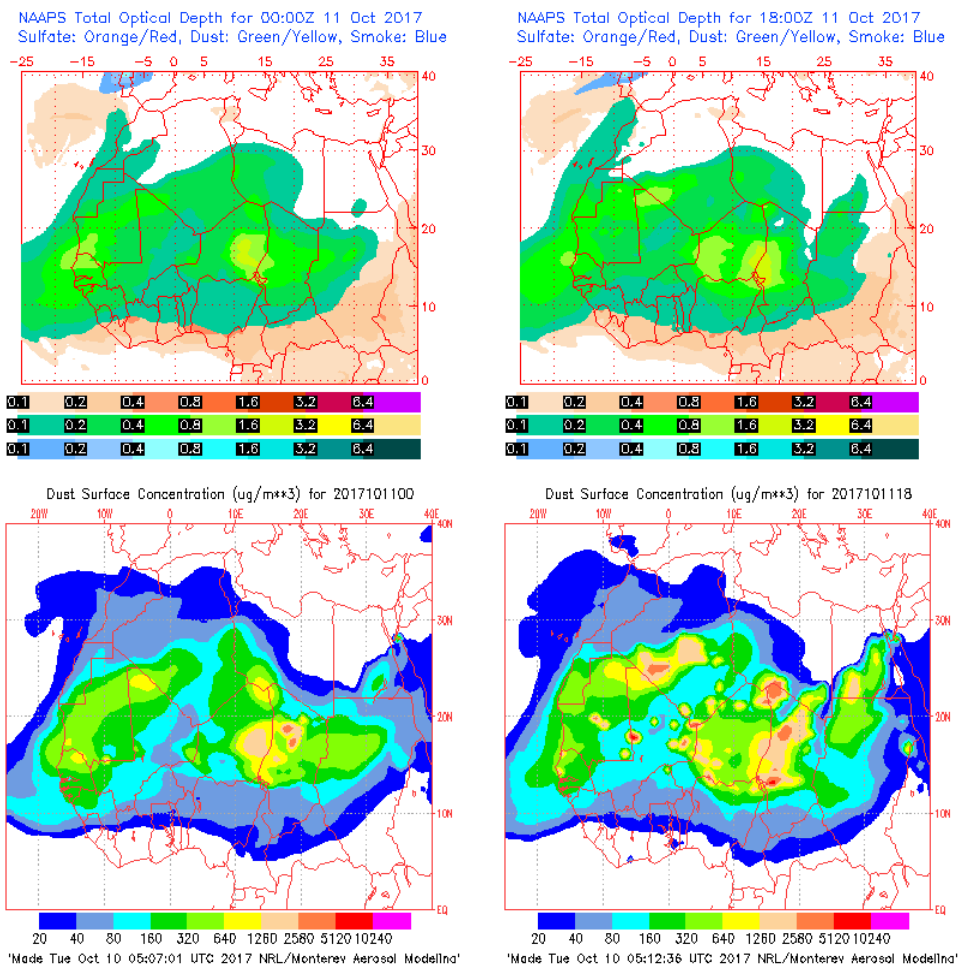 NAAPS Total Optical Depth for 00:00Z 11 Oct 2017
Sulfate: Orange/Red, Dust: Green/Yellow, Smoke: Blue
-25 -15 -5 0 5 15 25 35
40
30
20
10
0
0.1 0.2 0.4 0.8 1.6 3.2 6.4
0.1 0.2 0.4 0.8 1.6 3.2 6.4
0.1 0.2 0.4 0.8 1.6 3.2 6.4
NAAPS Total Optical Depth for 18:00Z 11 Oct 2017
Sulfate: Orange/Red, Dust: Green/Yellow, Smoke: Blue
-25 -15 -5 0 5 15 25 35
40
30
20
10
0
0.1 0.2 0.4 0.8 1.6 3.2 6.4
0.1 0.2 0.4 0.8 1.6 3.2 6.4
0.1 0.2 0.4 0.8 1.6 3.2 6.4
Dust Surface Concentration (ug/m**3) for 2017101100
20W 10W 0 10E 20E 30E 40E
40N
30N
20N
10N
EQ
20 40 80 160 320 640 1260 2580 5120 10240
'Made Tue Oct 10 05:07:01 UTC 2017 NRL/Monterey Aerosol Modeling'
Dust Surface Concentration (ug/m**3) for 2017101118
20W 10W 0 10E 20E 30E 40E
40N
30N
20N
10N
EQ
20 40 80 160 320 640 1260 2580 5120 10240
'Made Tue Oct 10 05:12:36 UTC 2017 NRL/Monterey Aerosol Modeling'